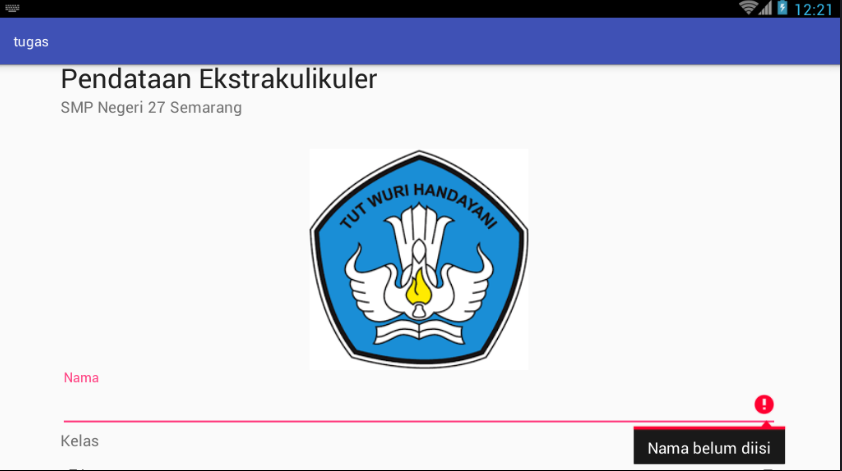 12:21
tugas
Pendataan Ekstrakulikuler
SMP Negeri 27 Semarang
TUT WURI HANDAYANI
Nama
Kelas
Nama belum diisi